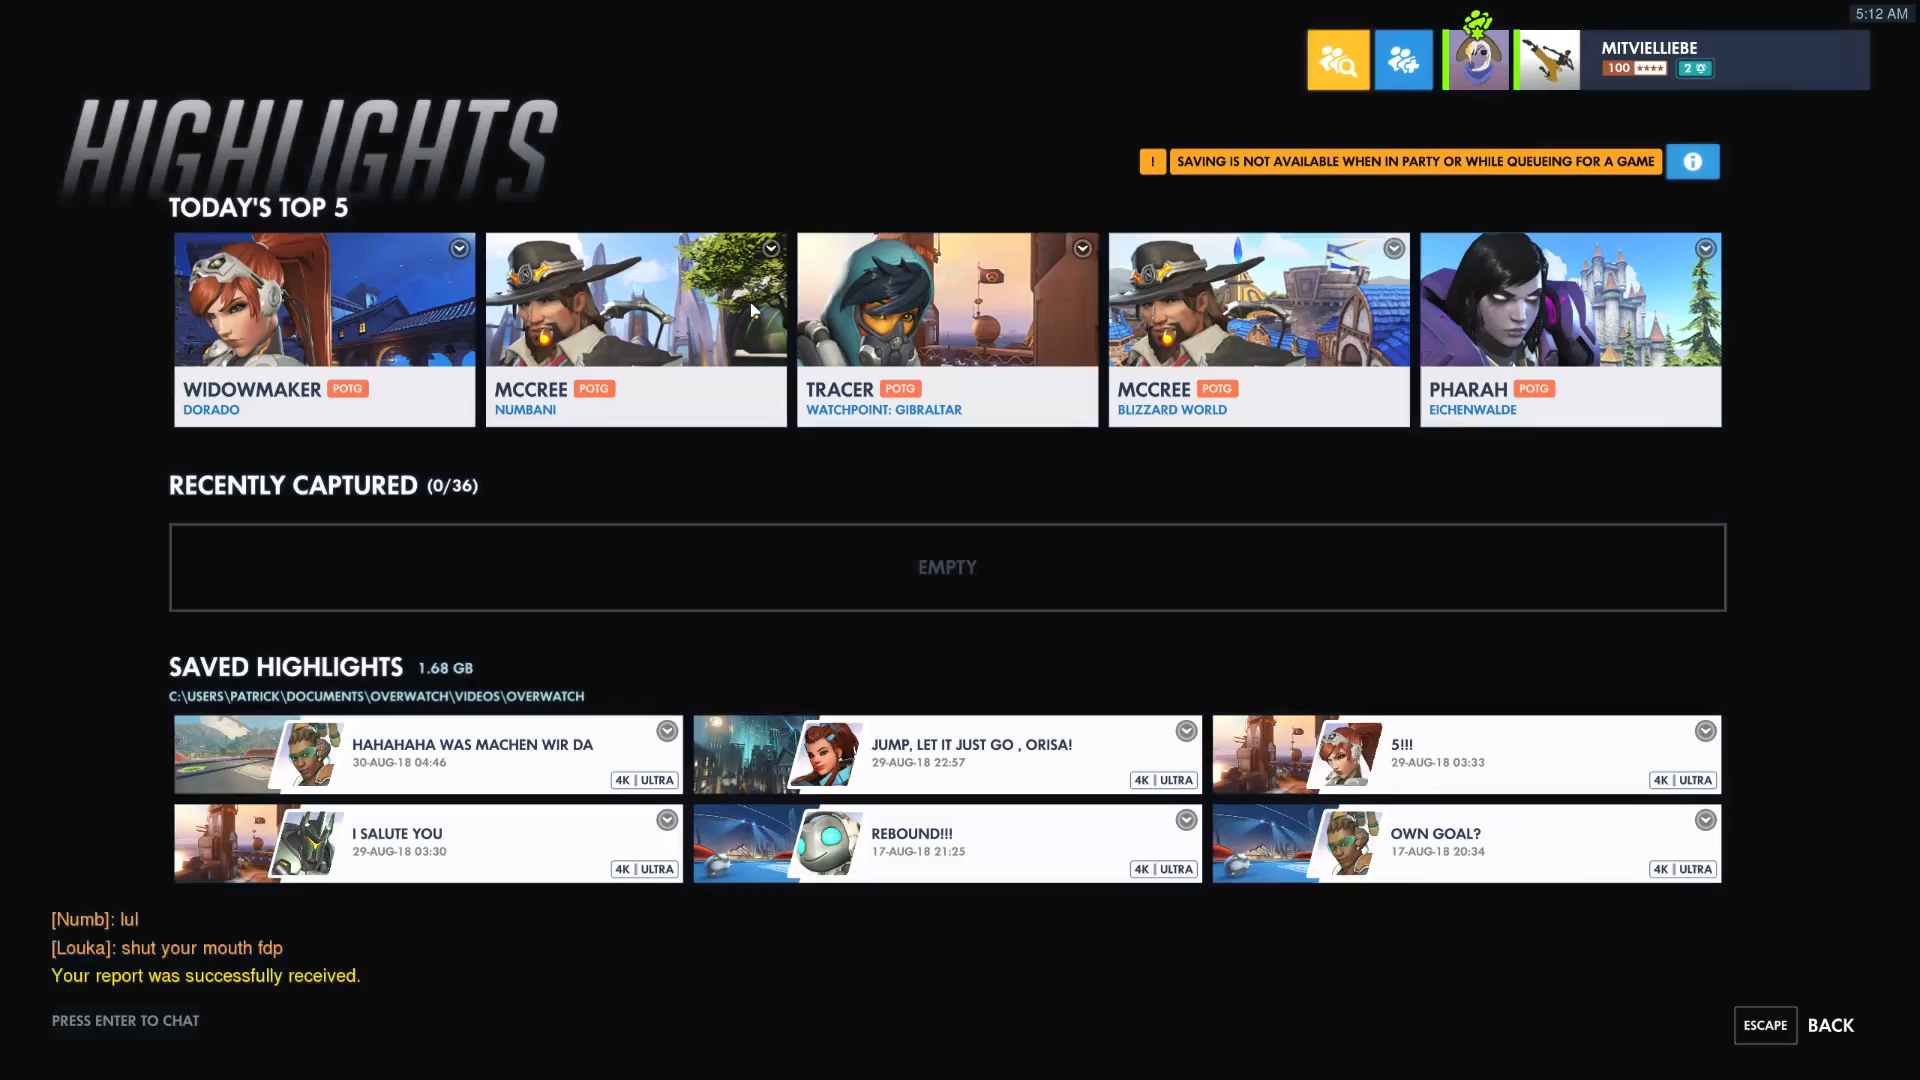 5:12 AM
MITVIELLIEBE
100 ★★★★ 2
HIGHLIGHTS
! SAVING IS NOT AVAILABLE WHEN IN PARTY OR WHILE QUEUEING FOR A GAME
TODAY'S TOP 5
WIDOWMAKER POTG
DORADO
MCCREE POTG
NUMBANI
TRACER POTG
WATCHPOINT: GIBRALTAR
MCCREE POTG
BLIZZARD WORLD
PHARAH POTG
EICHENWALDE
RECENTLY CAPTURED (0/36)
EMPTY
SAVED HIGHLIGHTS 1.68 GB
C:\USERS\PATRICK\DOCUMENTS\OVERWATCH\VIDEOS\OVERWATCH
HAHAHAHA WAS MACHEN WIR DA
30-AUG-18 04:46
4K | ULTRA
JUMP, LET IT JUST GO , ORISA!
29-AUG-18 22:57
4K | ULTRA
5!!!
29-AUG-18 03:33
4K | ULTRA
I SALUTE YOU
29-AUG-18 03:30
4K | ULTRA
REBOUND!!!
17-AUG-18 21:25
4K | ULTRA
OWN GOAL?
17-AUG-18 20:34
4K | ULTRA
[Numb]: lul
[Louka]: shut your mouth fdp
Your report was successfully received.
PRESS ENTER TO CHAT
ESCAPE BACK